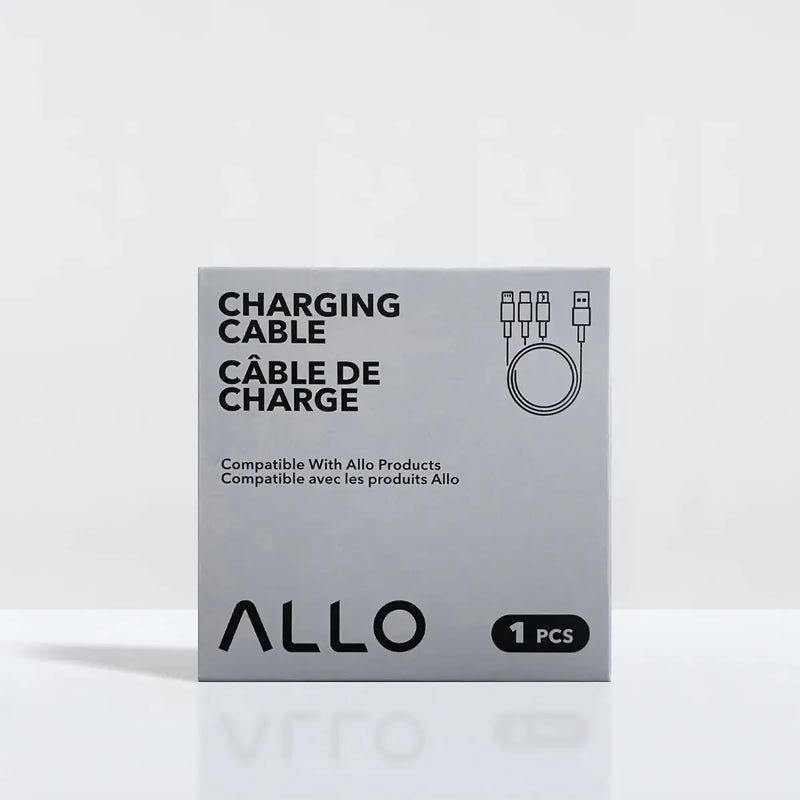 CHARGING
CABLE
CÂBLE DE
CHARGE
Compatible With Allo Products
Compatible avec les produits Allo
ALLO
1 PCS